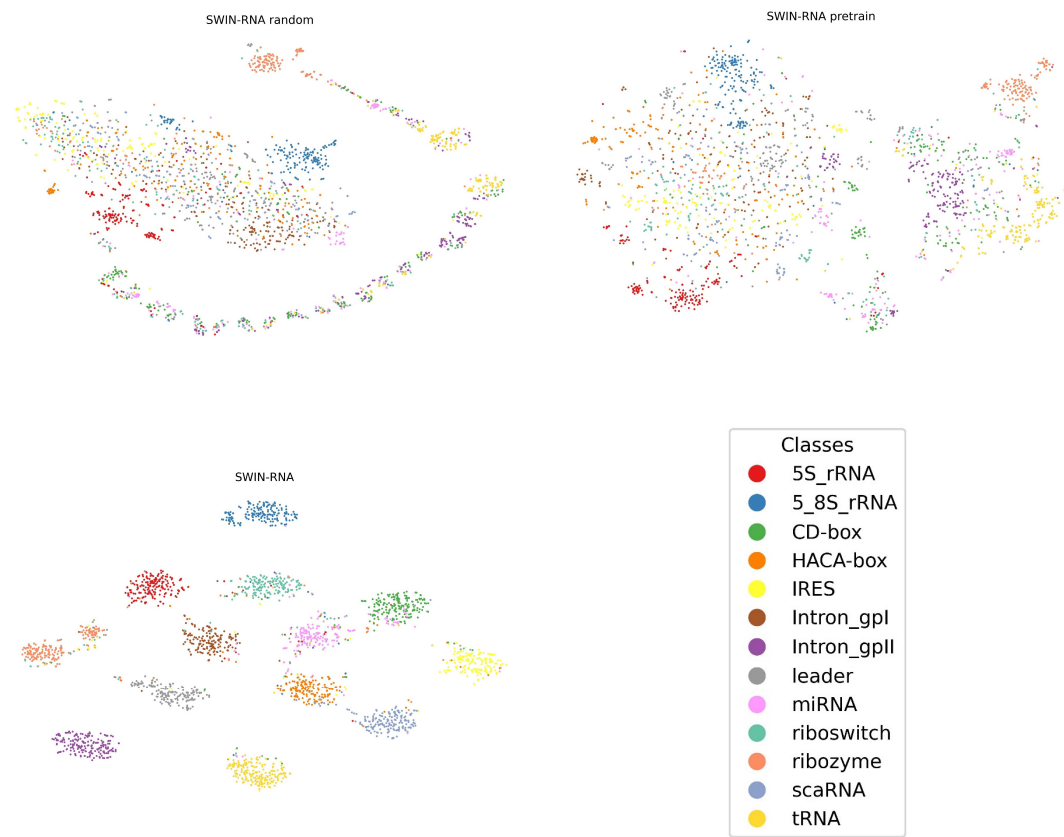 SWIN-RNA random
SWIN-RNA pretrain
SWIN-RNA
Classes
5S_rRNA
5_8S_rRNA
CD-box
HACA-box
IRES
Intron_gpI
Intron_gpII
leader
miRNA
riboswitch
ribozyme
scaRNA
tRNA